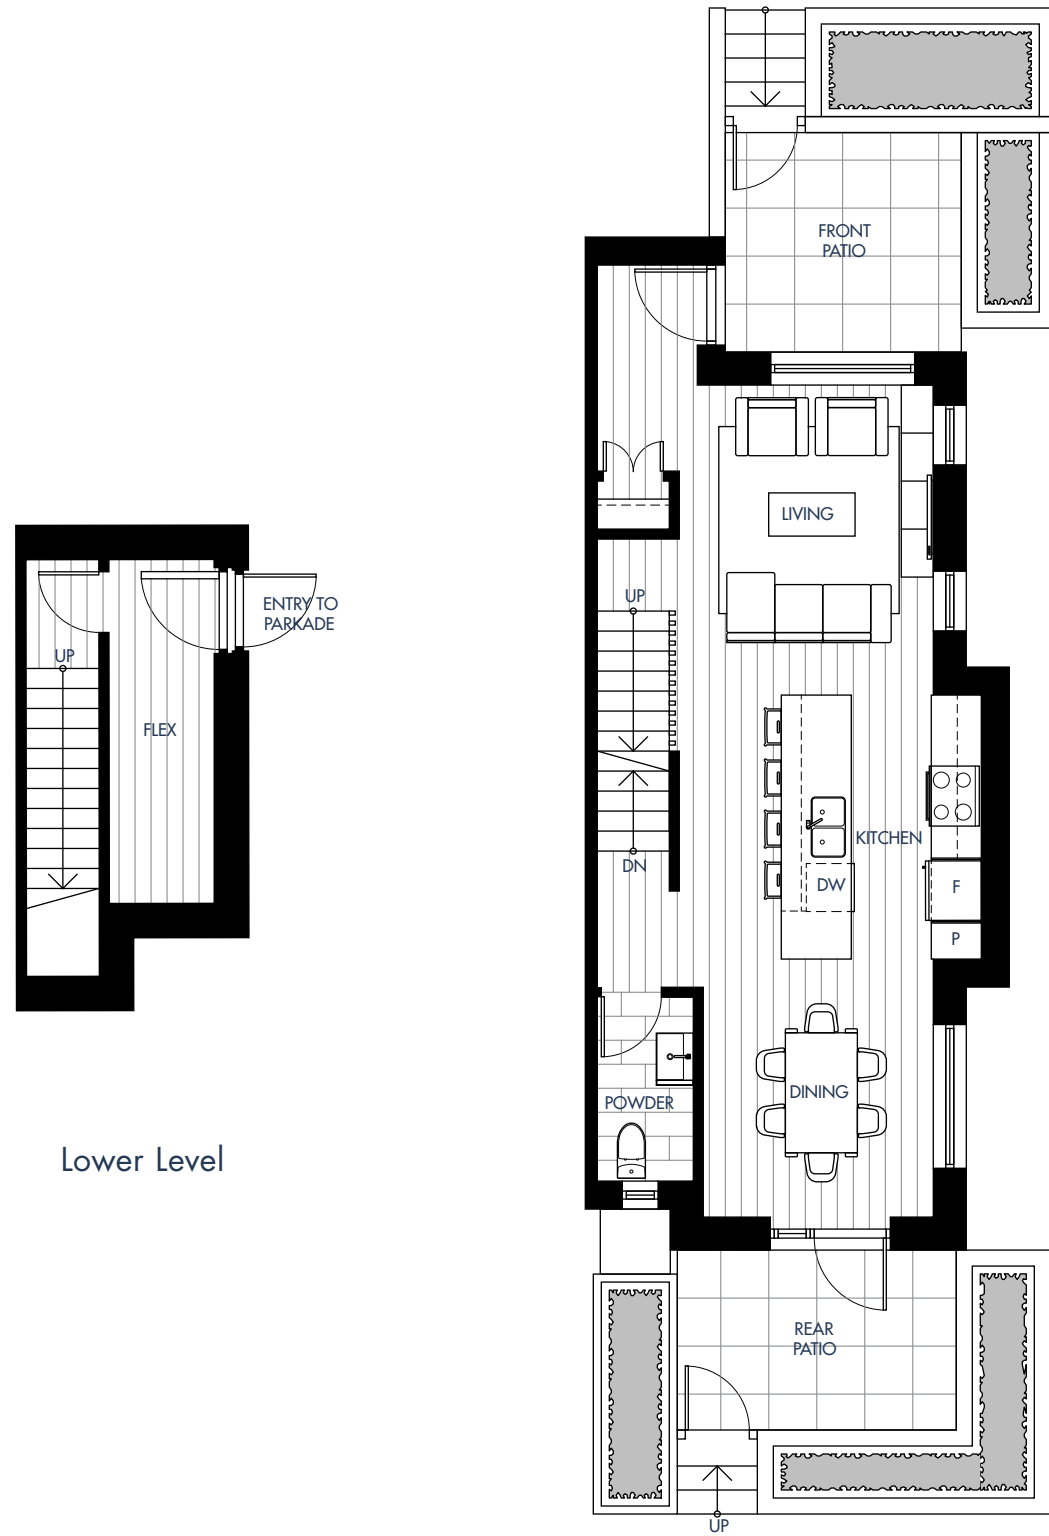 FRONT
PATIO
LIVING
ENTRY TO
PARKADE
UP
UP
FLEX
KITCHEN
DN
DW
F
P
DINING
POWDER
Lower Level
REAR
PATIO
UP